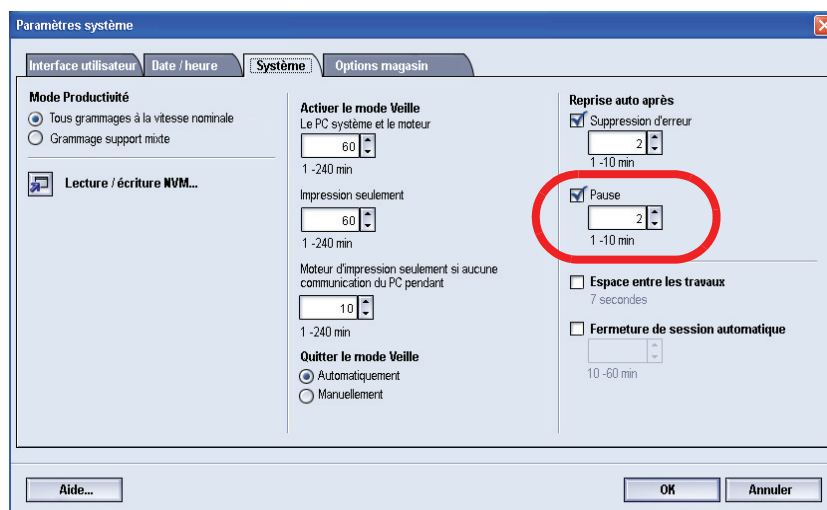 Paramètres système
Interface utilisateur
Date / heure
Système
Options magasin
Mode Productivité
Tous grammages à la vitesse nominale
Grammage support mixte
Lecture / écriture NVM...
Activer le mode Veille
Le PC système et le moteur
60
1 -240 min
Impression seulement
60
1 -240 min
Moteur d'impression seulement si aucune
communication du PC pendant
10
1 -240 min
Quitter le mode Veille
Automatiquement
Manuellement
Reprise auto après
Suppression d'erreur
2
1 -10 min
Pause
2
1 -10 min
Espace entre les travaux
7 secondes
Fermeture de session automatique
10 -60 min
Aide...
OK
Annuler